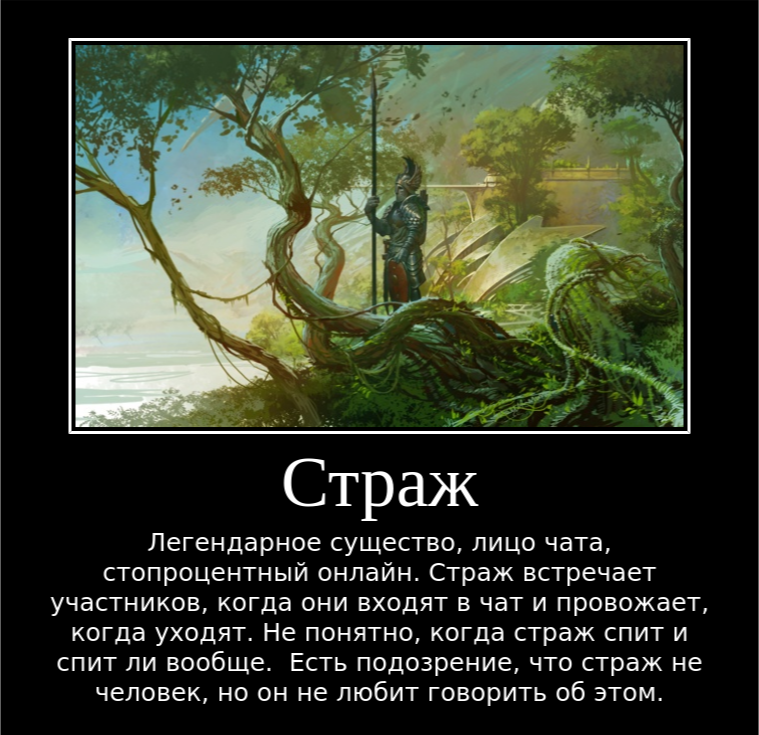 Страж
Легендарное существо, лицо чата,
стопроцентный онлайн. Страж встречает
участников, когда они входят в чат и провожает,
когда уходят. Не понятно, когда страж спит и
спит ли вообще.  Есть подозрение, что страж не
человек, но он не любит говорить об этом.